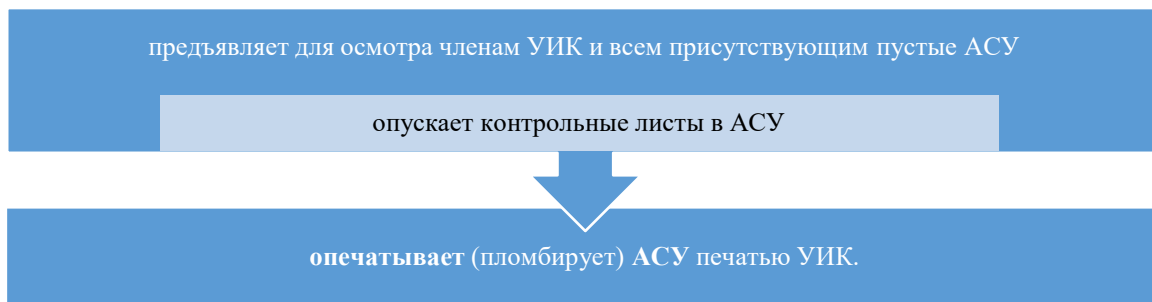 предъявляет для осмотра членам УИК и всем присутствующим пустые АСУ
опускает контрольные листы в АСУ
опечатывает (пломбирует) АСУ печатью УИК.